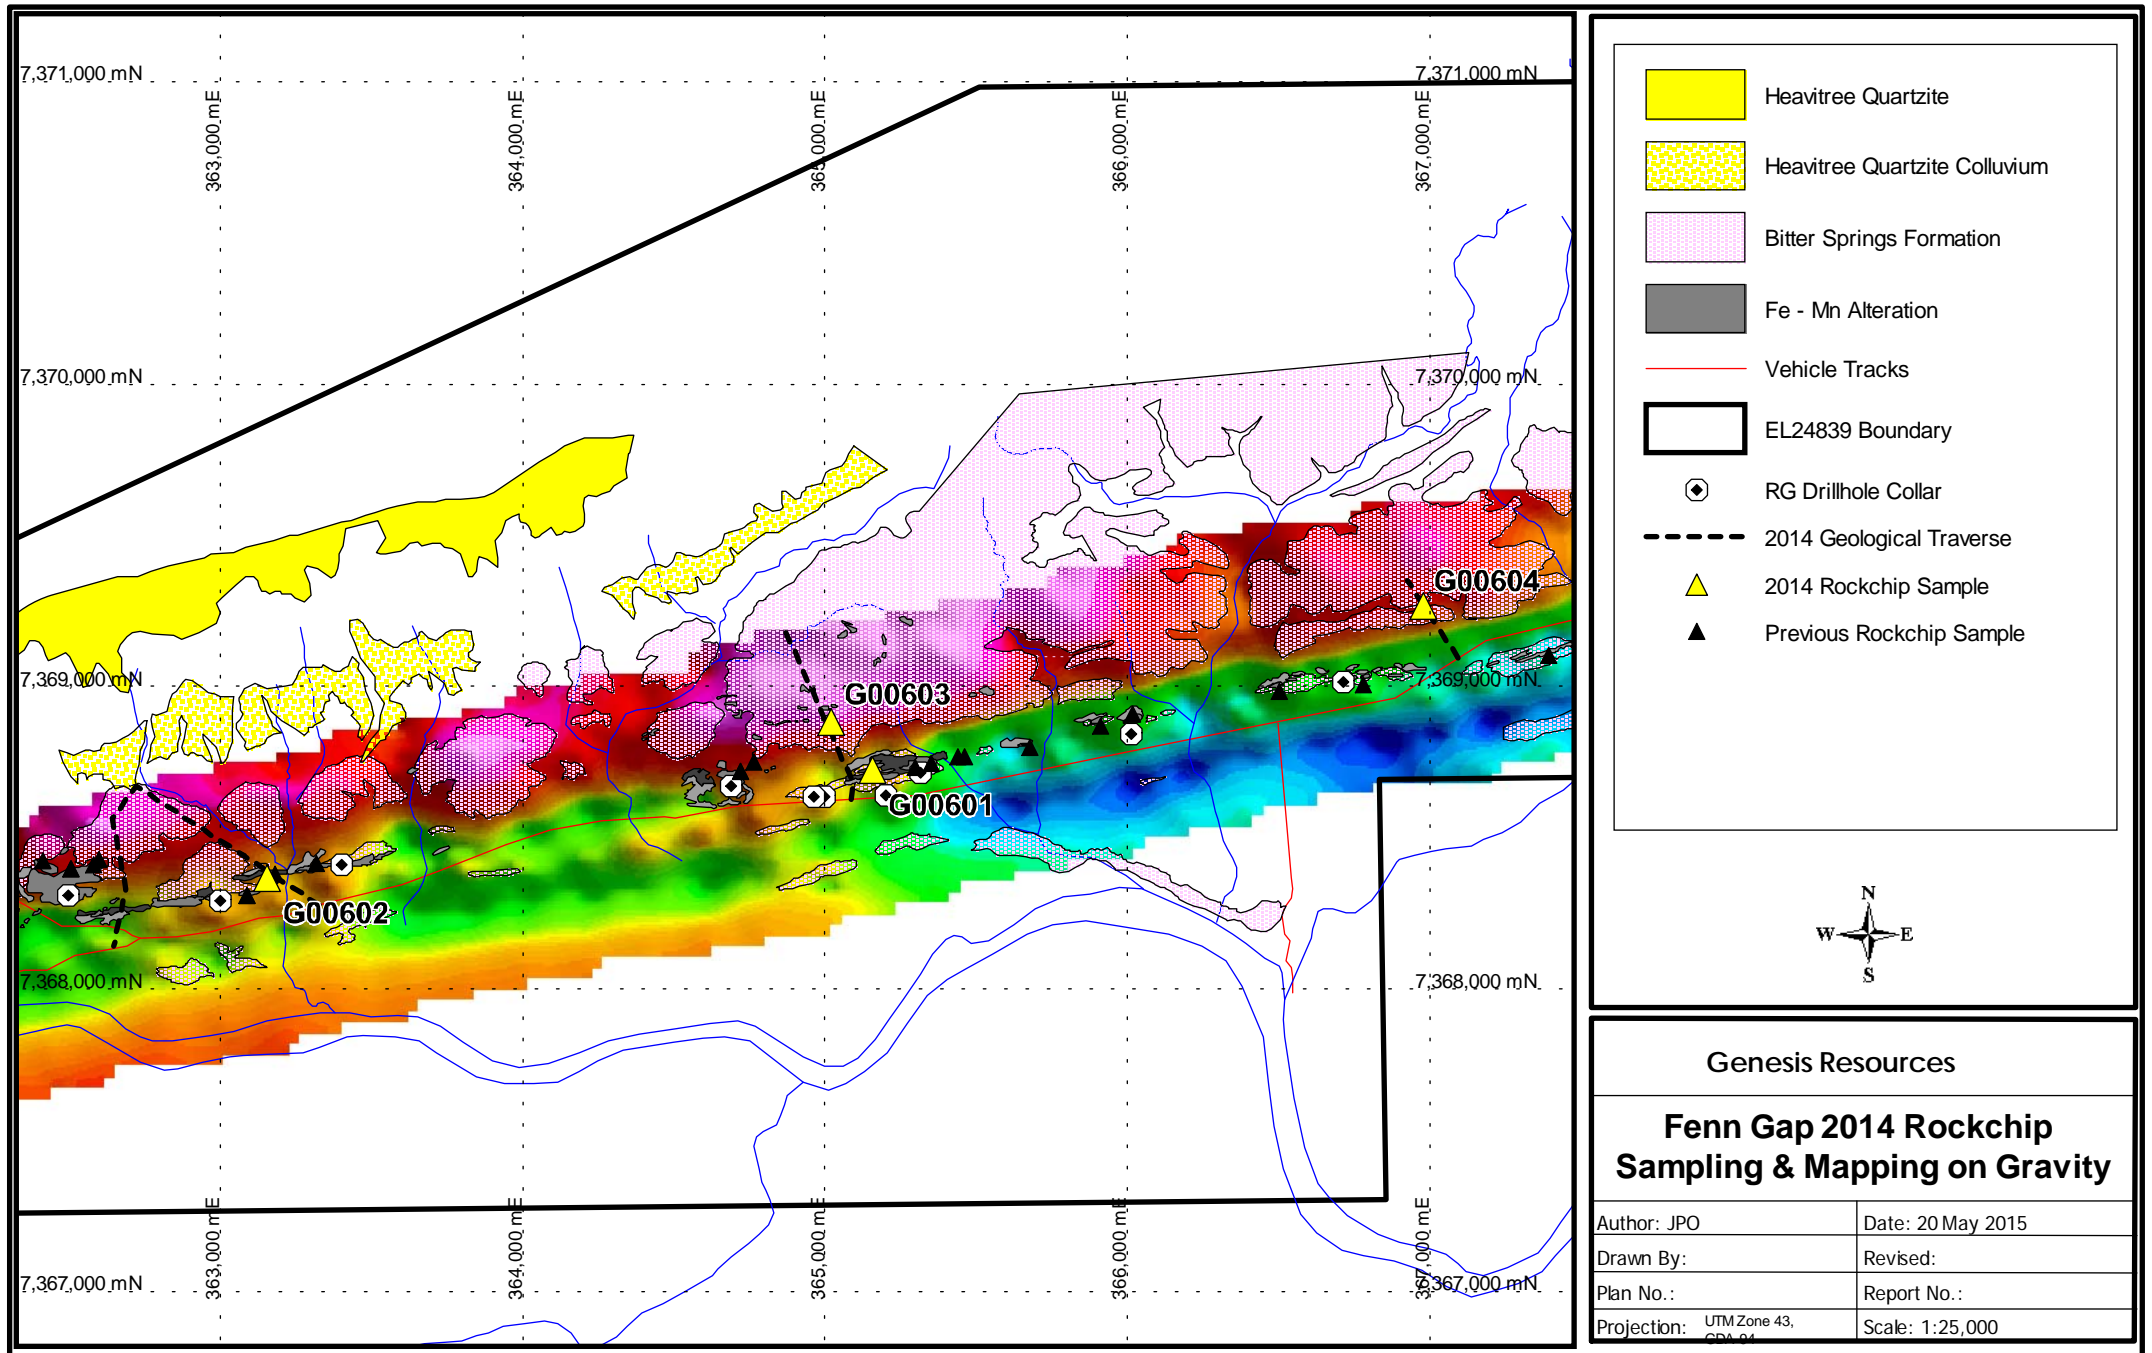 7,371,000 mN
7,371,000 mN
363,000 mE
364,000 mE
365,000 mE
366,000 mE
367,000 mE
7,370,000 mN
7,370,000 mN
G00604
7,369,000 mN
G00603
7,369,000 mN
G00601
G00602
7,368,000 mN
7,368,000 mN
363,000 mE
364,000 mE
365,000 mE
366,000 mE
367,000 mE
7,367,000 mN
7,367,000 mN
Heavitree Quartzite
Heavitree Quartzite Colluvium
Bitter Springs Formation
Fe - Mn Alteration
Vehicle Tracks
EL24839 Boundary
RG Drillhole Collar
2014 Geological Traverse
2014 Rockchip Sample
Previous Rockchip Sample
N
W E
S
Genesis Resources
Fenn Gap 2014 Rockchip
Sampling & Mapping on Gravity
Author: JPO
Date: 20 May 2015
Drawn By:
Revised:
Plan No.:
Report No.:
Projection: UTM Zone 43,
GDA 94
Scale: 1:25,000